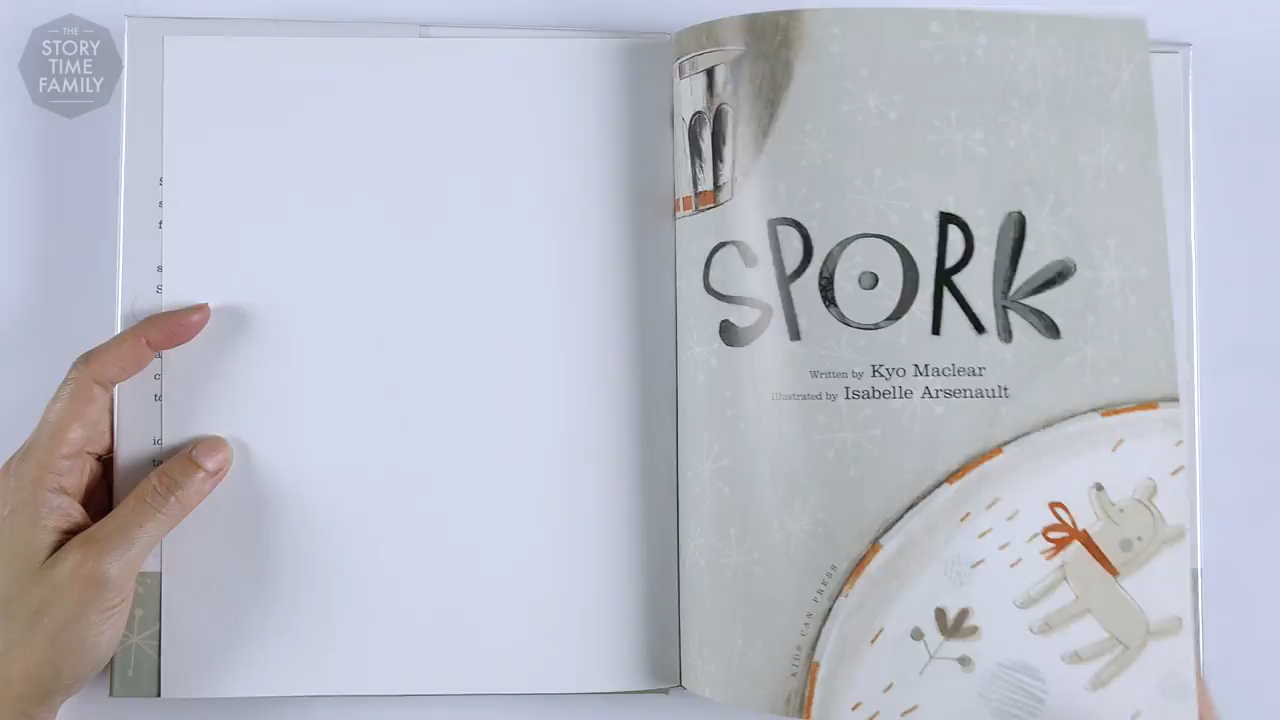 THE
STORY
TIME
FAMILY
SPORK
Written by Kyo Maclear
Illustrated by Isabelle Arsenault
KIDS CAN PRESS